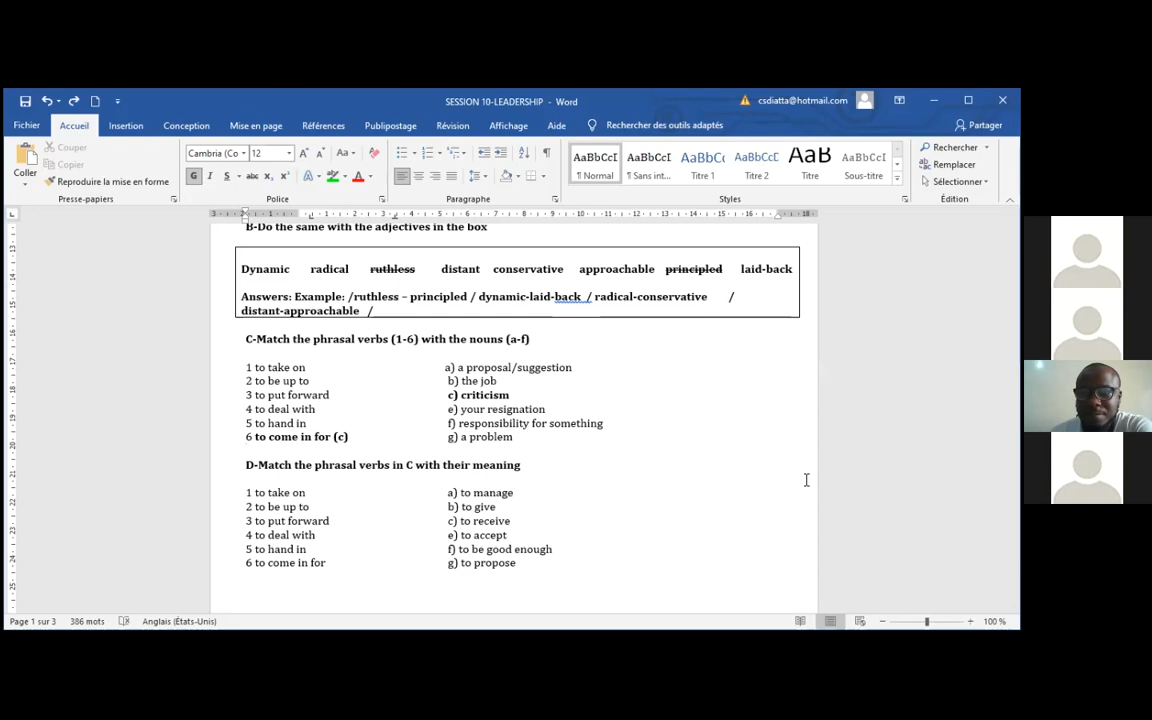 SESSION 10-LEADERSHIP - Word
csdiatta@hotmail.com
Fichier Accueil Insertion Conception Mise en page Références Publipostage Révision Affichage Aide Rechercher des outils adaptés Partager
Coller
Couper
Copier
Reproduire la mise en forme
Presse-papiers
Cambria (Co 12
Police
Paragraphe
AaBbCcI AaBbCcI AaBbCc AaBbCcC AaB AaBbCcC
¶ Normal ¶ Sans int... Titre 1 Titre 2 Titre Sous-titre
Styles
Rechercher
Remplacer
Sélectionner
Édition
B-Do the same with the adjectives in the box
Dynamic radical ruthless distant conservative approachable principled laid-back
Answers: Example: /ruthless – principled / dynamic-laid-back / radical-conservative /
distant-approachable /
C-Match the phrasal verbs (1-6) with the nouns (a-f)
1 to take on a) a proposal/suggestion
2 to be up to b) the job
3 to put forward c) criticism
4 to deal with e) your resignation
5 to hand in f) responsibility for something
6 to come in for (c) g) a problem
D-Match the phrasal verbs in C with their meaning
1 to take on a) to manage
2 to be up to b) to give
3 to put forward c) to receive
4 to deal with e) to accept
5 to hand in f) to be good enough
6 to come in for g) to propose
Page 1 sur 3 386 mots Anglais (États-Unis) 100 %